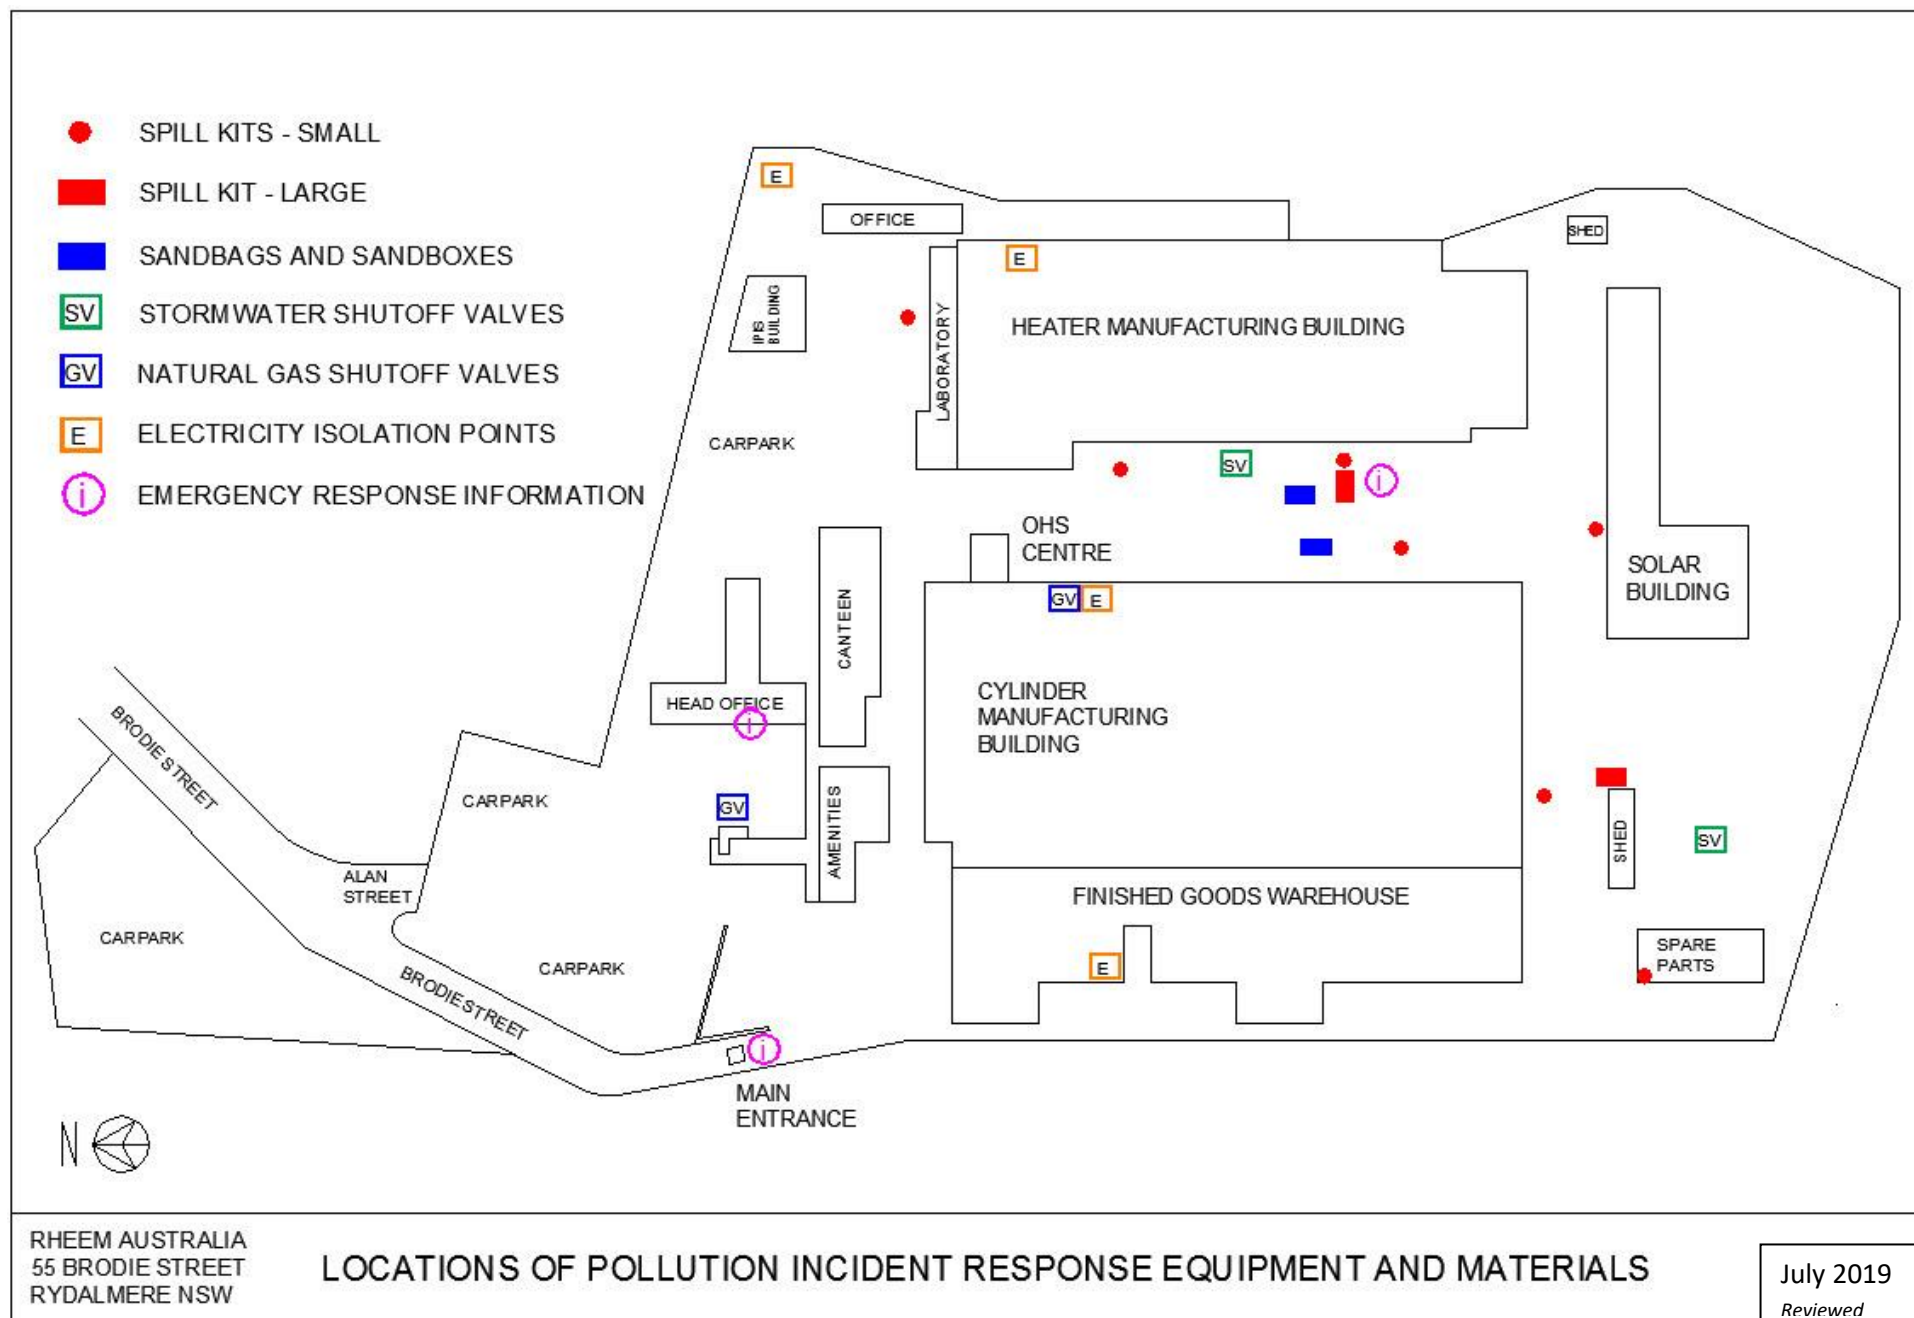 SPILL KITS - SMALL
SPILL KIT - LARGE
SANDBAGS AND SANDBOXES
SV STORMWATER SHUTOFF VALVES
GV NATURAL GAS SHUTOFF VALVES
E ELECTRICITY ISOLATION POINTS
i EMERGENCY RESPONSE INFORMATION
E
OFFICE
SHED
E
IPIS
BUILDING
LABORATORY
HEATER MANUFACTURING BUILDING
CARPARK
SV
i
OHS
CENTRE
SOLAR
BUILDING
GV E
CANTEEN
HEAD OFFICE
i
CYLINDER
MANUFACTURING
BUILDING
BRODIE STREET
CARPARK
GV
AMENITIES
SHED
SV
ALAN
STREET
FINISHED GOODS WAREHOUSE
CARPARK
CARPARK
E
SPARE
PARTS
BRODIE STREET
i
MAIN
ENTRANCE
N
RHEEM AUSTRALIA
55 BRODIE STREET
RYDALMERE NSW
LOCATIONS OF POLLUTION INCIDENT RESPONSE EQUIPMENT AND MATERIALS
July 2019
Reviewed